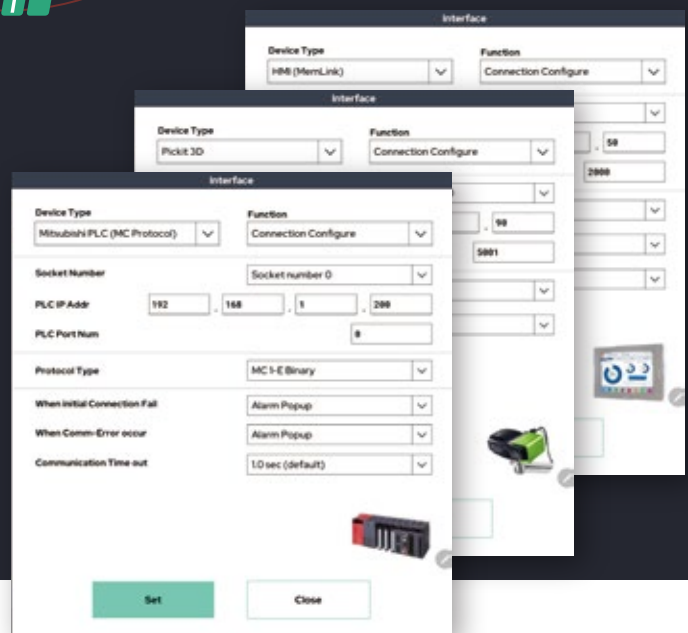 Interface
Device Type Function
HMI (MemLink) Connection Configure
. 50
2000
Interface
Device Type Function
Pickit 3D Connection Configure
. 90
5001
Interface
Device Type Function
Mitsubishi PLC (MC Protocol) Connection Configure
Socket Number Socket number 0
PLC IP Addr 192 . 168 . 1 . 200
PLC Port Num 0
Protocol Type MC 1-E Binary
When initial Connection Fail Alarm Popup
When Comm-Error occur Alarm Popup
Communication Time out 1.0 sec (default)
Set Close